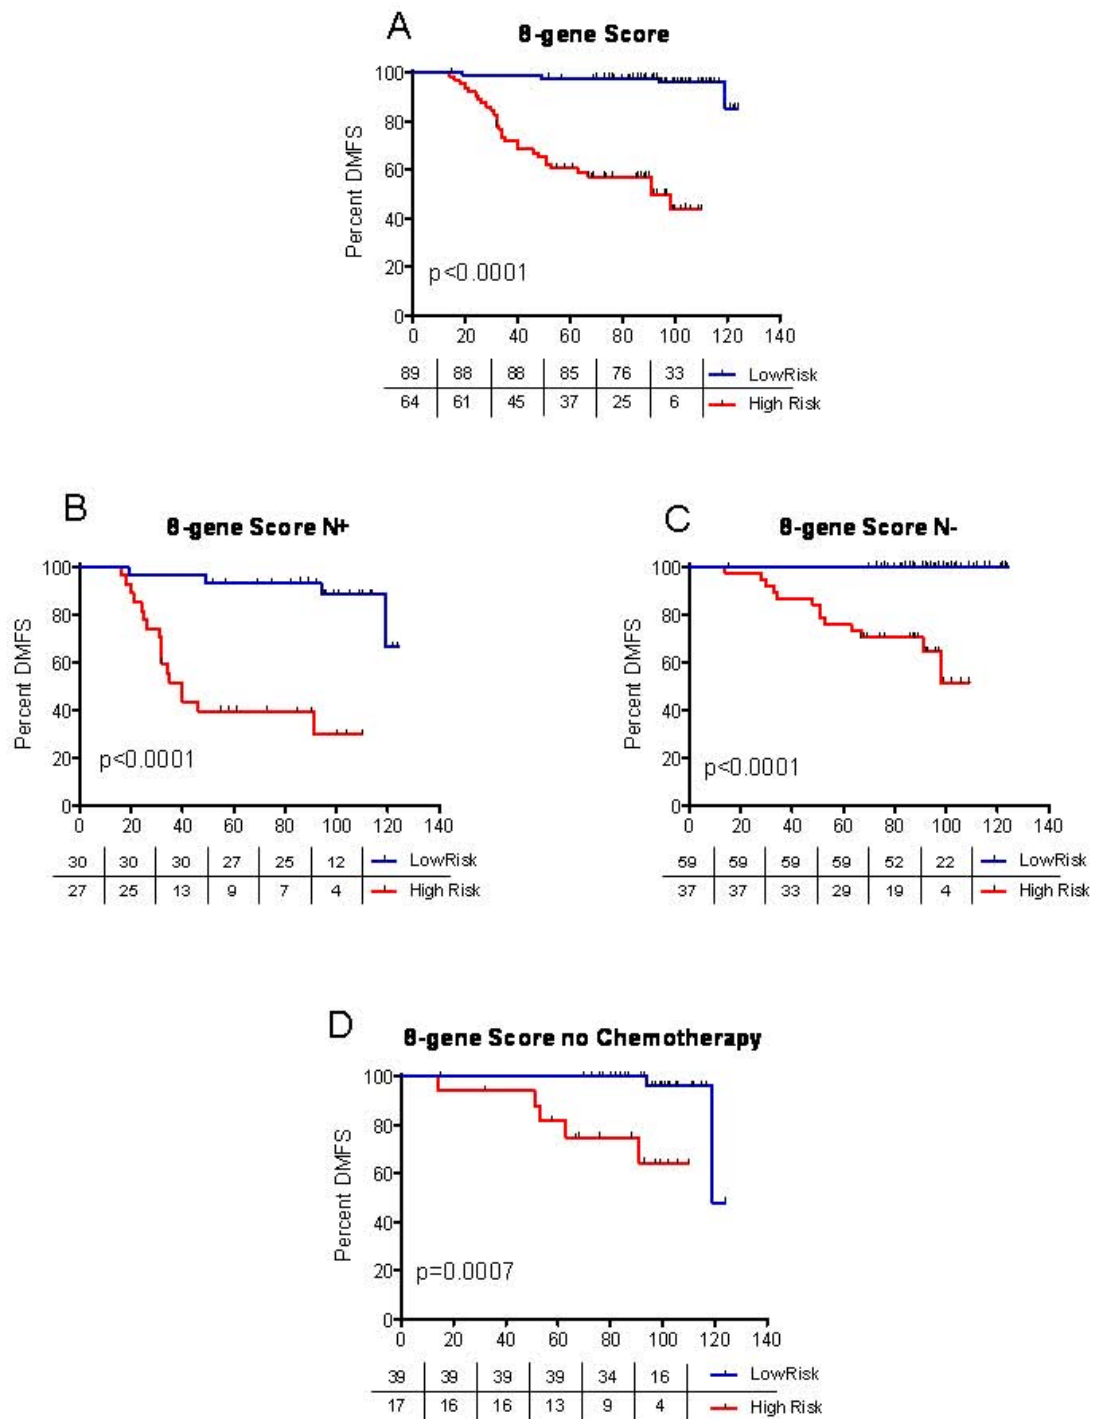 A
8-gene Score
100
80
60
40
20
0
Percent DMFS
p<0.0001
0 20 40 60 80 100 120 140
89 88 88 85 76 33 LowRisk
64 61 45 37 25 6 High Risk
B
8-gene Score N+
100
80
60
40
20
0
Percent DMFS
p<0.0001
0 20 40 60 80 100 120 140
30 30 30 27 25 12 LowRisk
27 25 13 9 7 4 High Risk
C
8-gene Score N-
100
80
60
40
20
0
Percent DMFS
p<0.0001
0 20 40 60 80 100 120 140
59 59 59 59 52 22 LowRisk
37 37 33 29 19 4 High Risk
D
8-gene Score no Chemotherapy
100
80
60
40
20
0
Percent DMFS
p=0.0007
0 20 40 60 80 100 120 140
39 39 39 39 34 16 LowRisk
17 16 16 13 9 4 High Risk